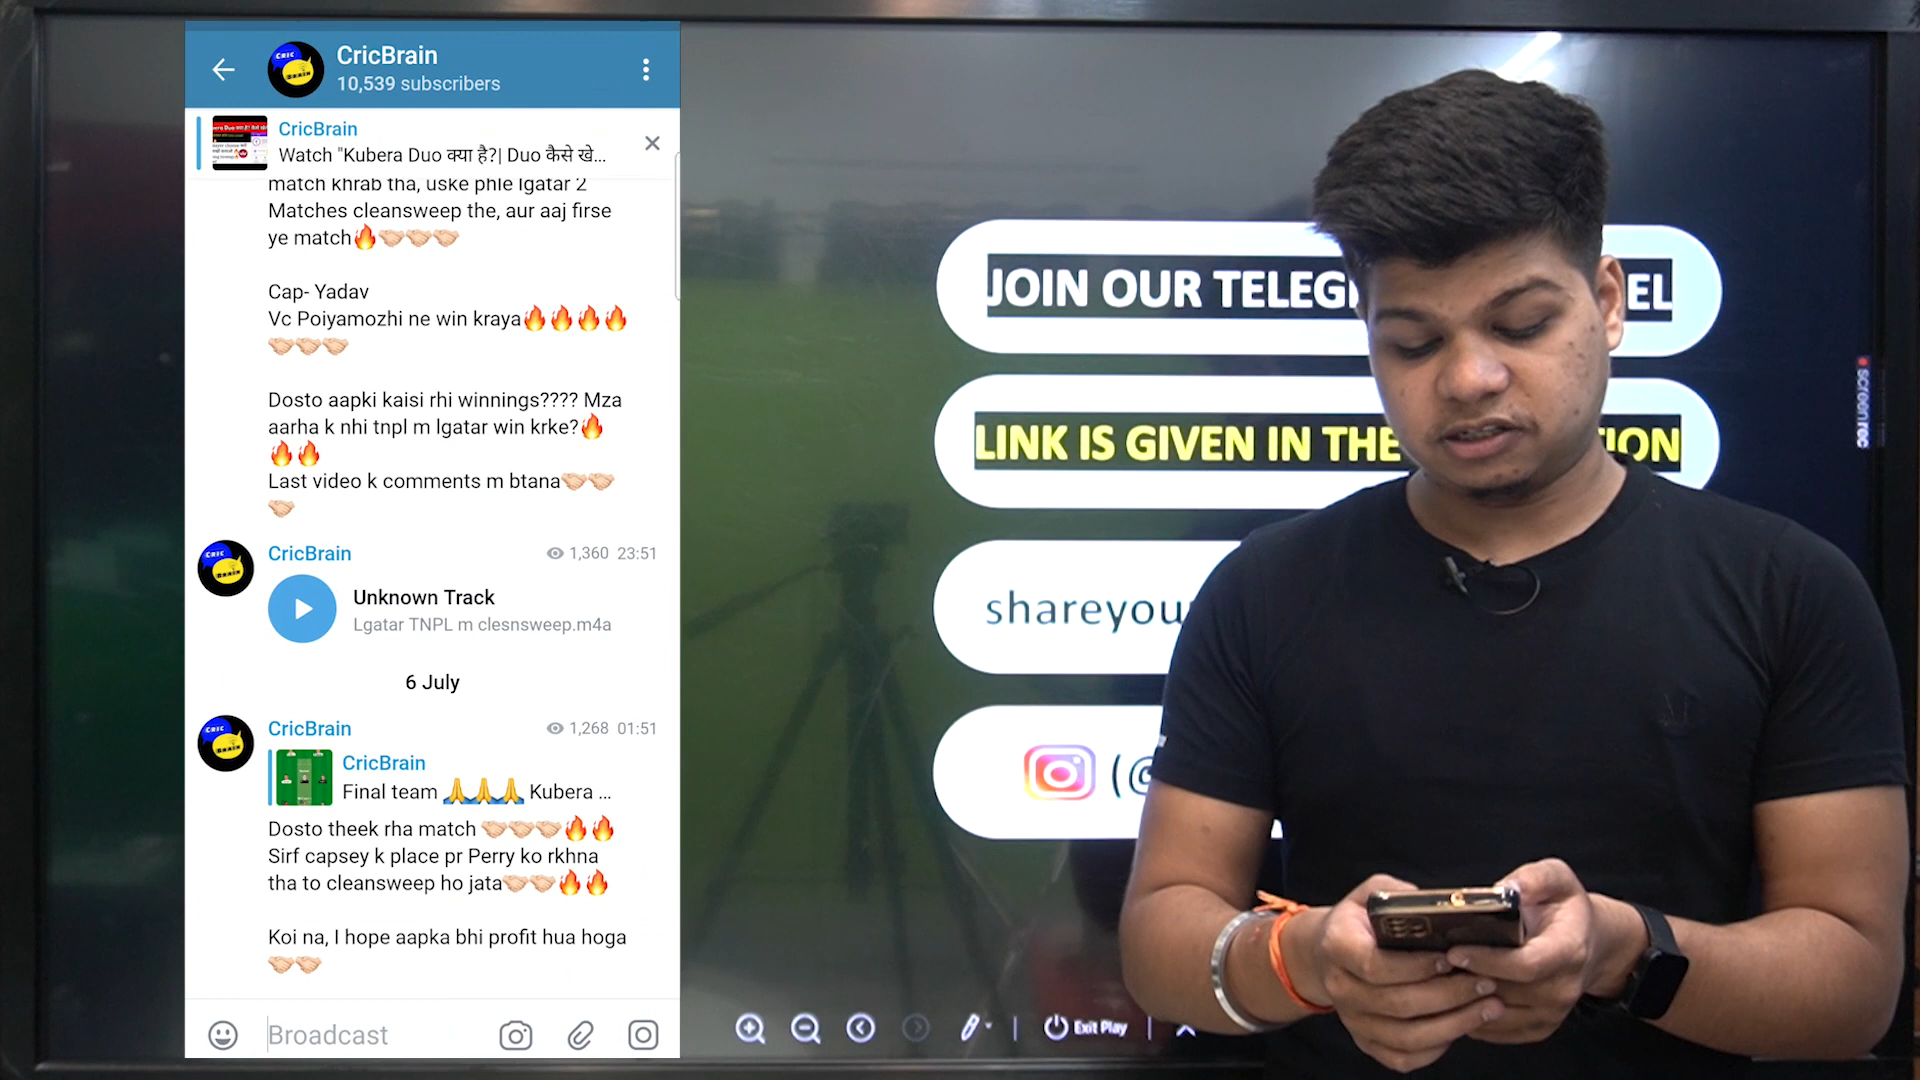 CricBrain
10,539 subscribers
CricBrain
Watch "Kubera Duo क्या है?| Duo कैसे खे...
match khrab tha, uske phle lgatar 2
Matches cleansweep the, aur aaj firse
ye match🔥🤝🏻🤝🏻🤝🏻
Cap- Yadav
Vc Poiyamozhi ne win kraya🔥🔥🔥🔥
🤝🏻🤝🏻🤝🏻
Dosto aapki kaisi rhi winnings???? Mza
aarha k nhi tnpl m lgatar win krke?🔥
🔥🔥
Last video k comments m btana🤝🏻🤝🏻
🤝🏻
CricBrain 1,360 23:51
Unknown Track
Lgatar TNPL m clesnsweep.m4a
6 July
CricBrain 1,268 01:51
CricBrain
Final team 🙏🙏🙏 Kubera ...
Dosto theek rha match 🤝🏻🤝🏻🤝🏻🔥🔥
Sirf capsey k place pr Perry ko rkhna
tha to cleansweep ho jata🤝🏻🤝🏻🔥🔥
Koi na, I hope aapka bhi profit hua hoga
🤝🏻🤝🏻
Broadcast
JOIN OUR TELEG EL
LINK IS GIVEN IN THE TION
shareyou
(@
Exit Play
screenrec
CRIC
BRAIN